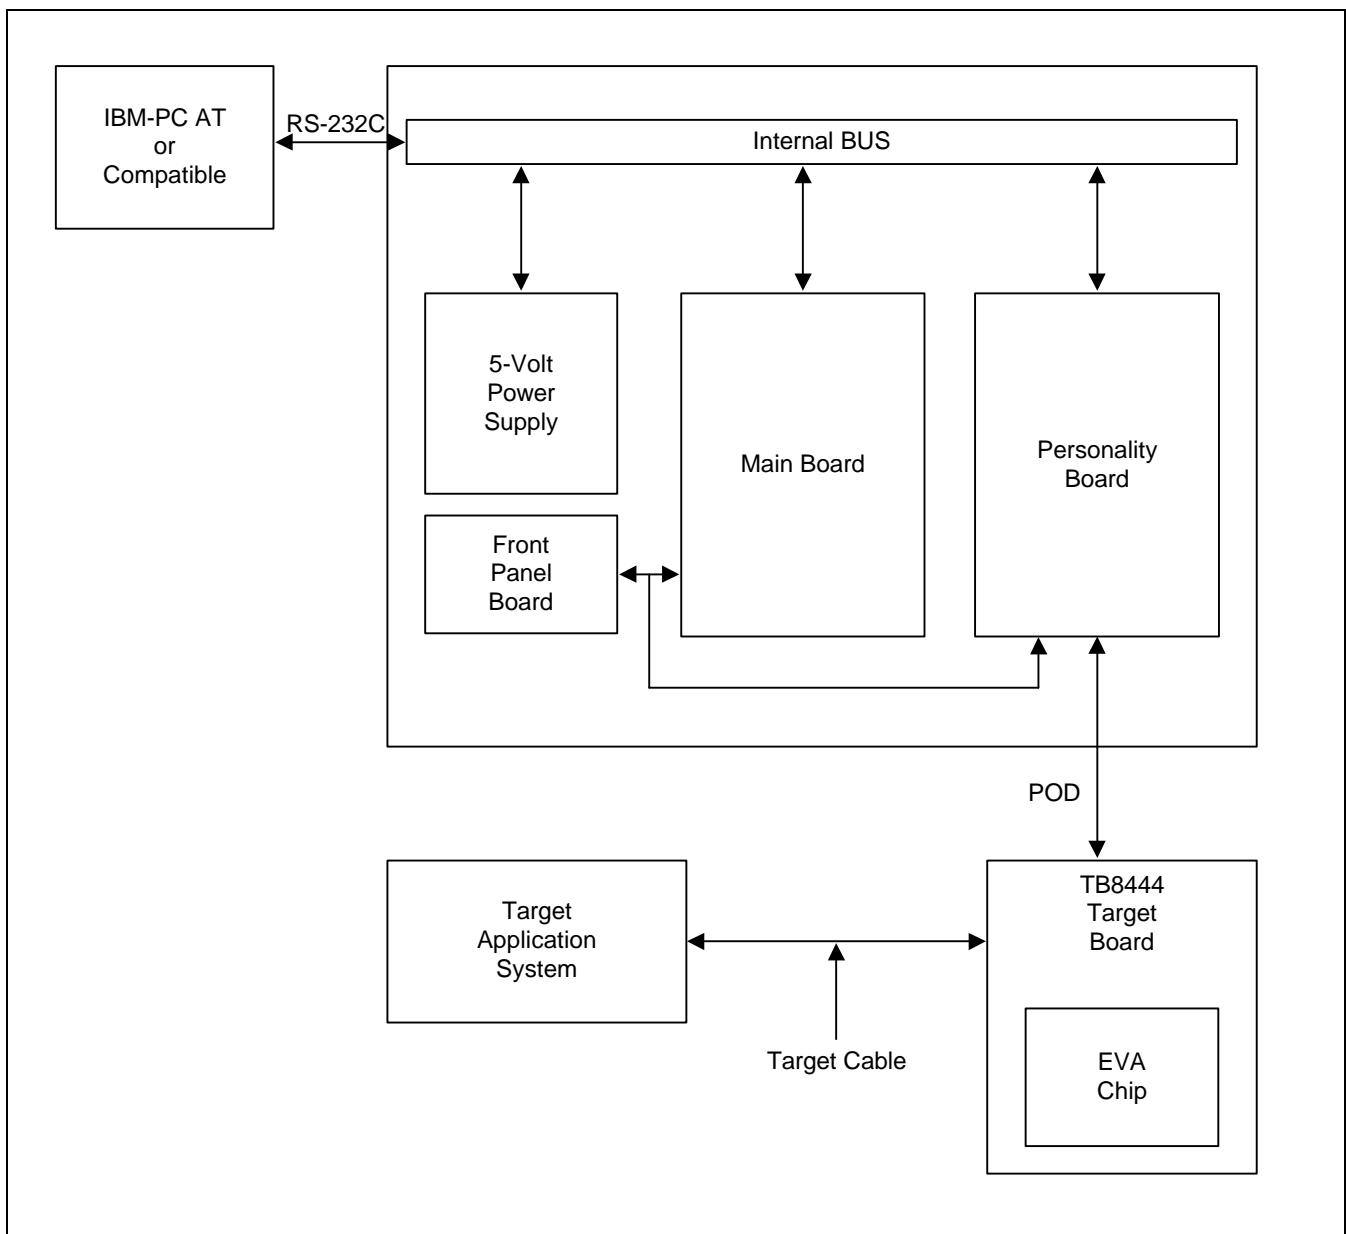 IBM-PC AT
or
Compatible
RS-232C
Internal BUS
5-Volt
Power
Supply
Main Board
Personality
Board
Front
Panel
Board
POD
Target
Application
System
Target Cable
TB8444
Target
Board
EVA
Chip